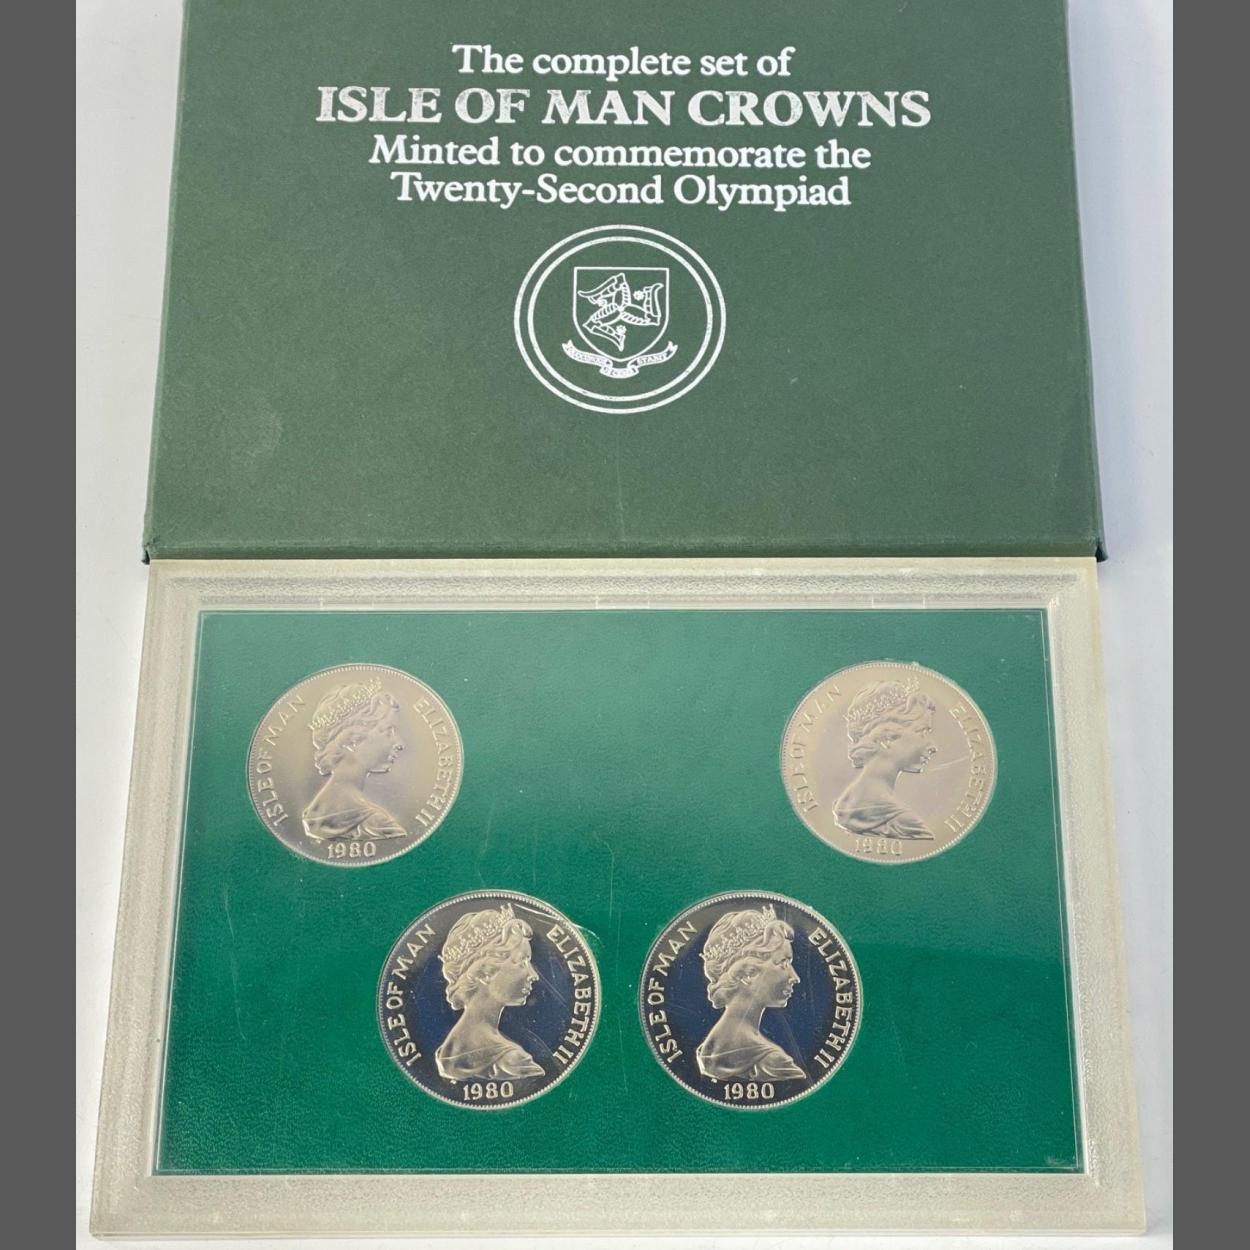 The complete set of
ISLE OF MAN CROWNS
Minted to commemorate the
Twenty-Second Olympiad
STABIT
ISLE OF MAN ELIZABETH II
1980
ISLE OF MAN ELIZABETH II
1980
ISLE OF MAN ELIZABETH II
1980
ISLE OF MAN ELIZABETH II
1980